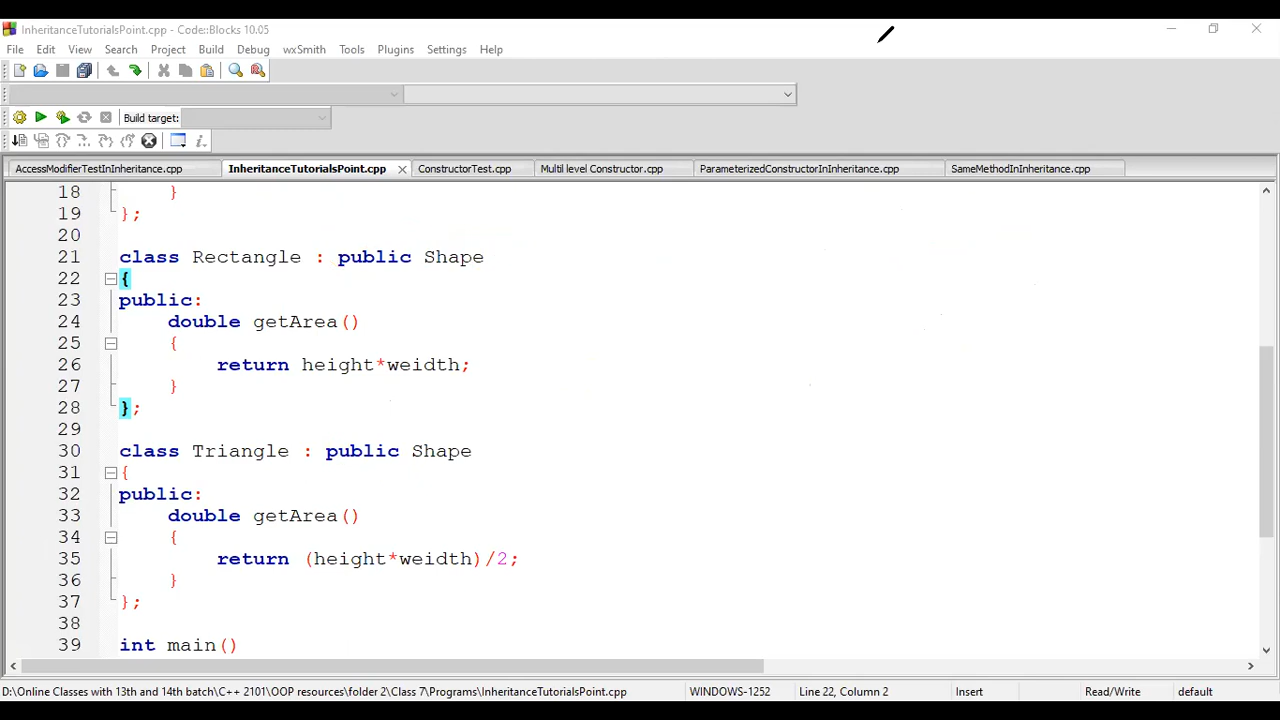 InheritanceTutorialsPoint.cpp - Code::Blocks 10.05
File Edit View Search Project Build Debug wxSmith Tools Plugins Settings Help
Build target:
AccessModifierTestInInheritance.cpp InheritanceTutorialsPoint.cpp ConstructorTest.cpp Multi level Constructor.cpp ParameterizedConstructorInInheritance.cpp SameMethodInInheritance.cpp
18 }
19 };
20
21 class Rectangle : public Shape
22 {
23 public:
24 double getArea()
25 {
26 return height*weidth;
27 }
28 };
29
30 class Triangle : public Shape
31 {
32 public:
33 double getArea()
34 {
35 return (height*weidth)/2;
36 }
37 };
38
39 int main()
D:\Online Classes with 13th and 14th batch\C++ 2101\OOP resources\folder 2\Class 7\Programs\InheritanceTutorialsPoint.cpp WINDOWS-1252 Line 22, Column 2 Insert Read/Write default